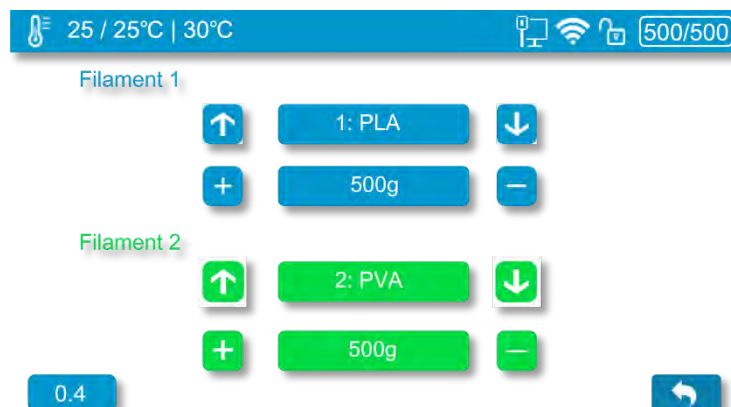 25 / 25℃ | 30℃ 500/500
Filament 1
1: PLA
500g
Filament 2
2: PVA
500g
0.4